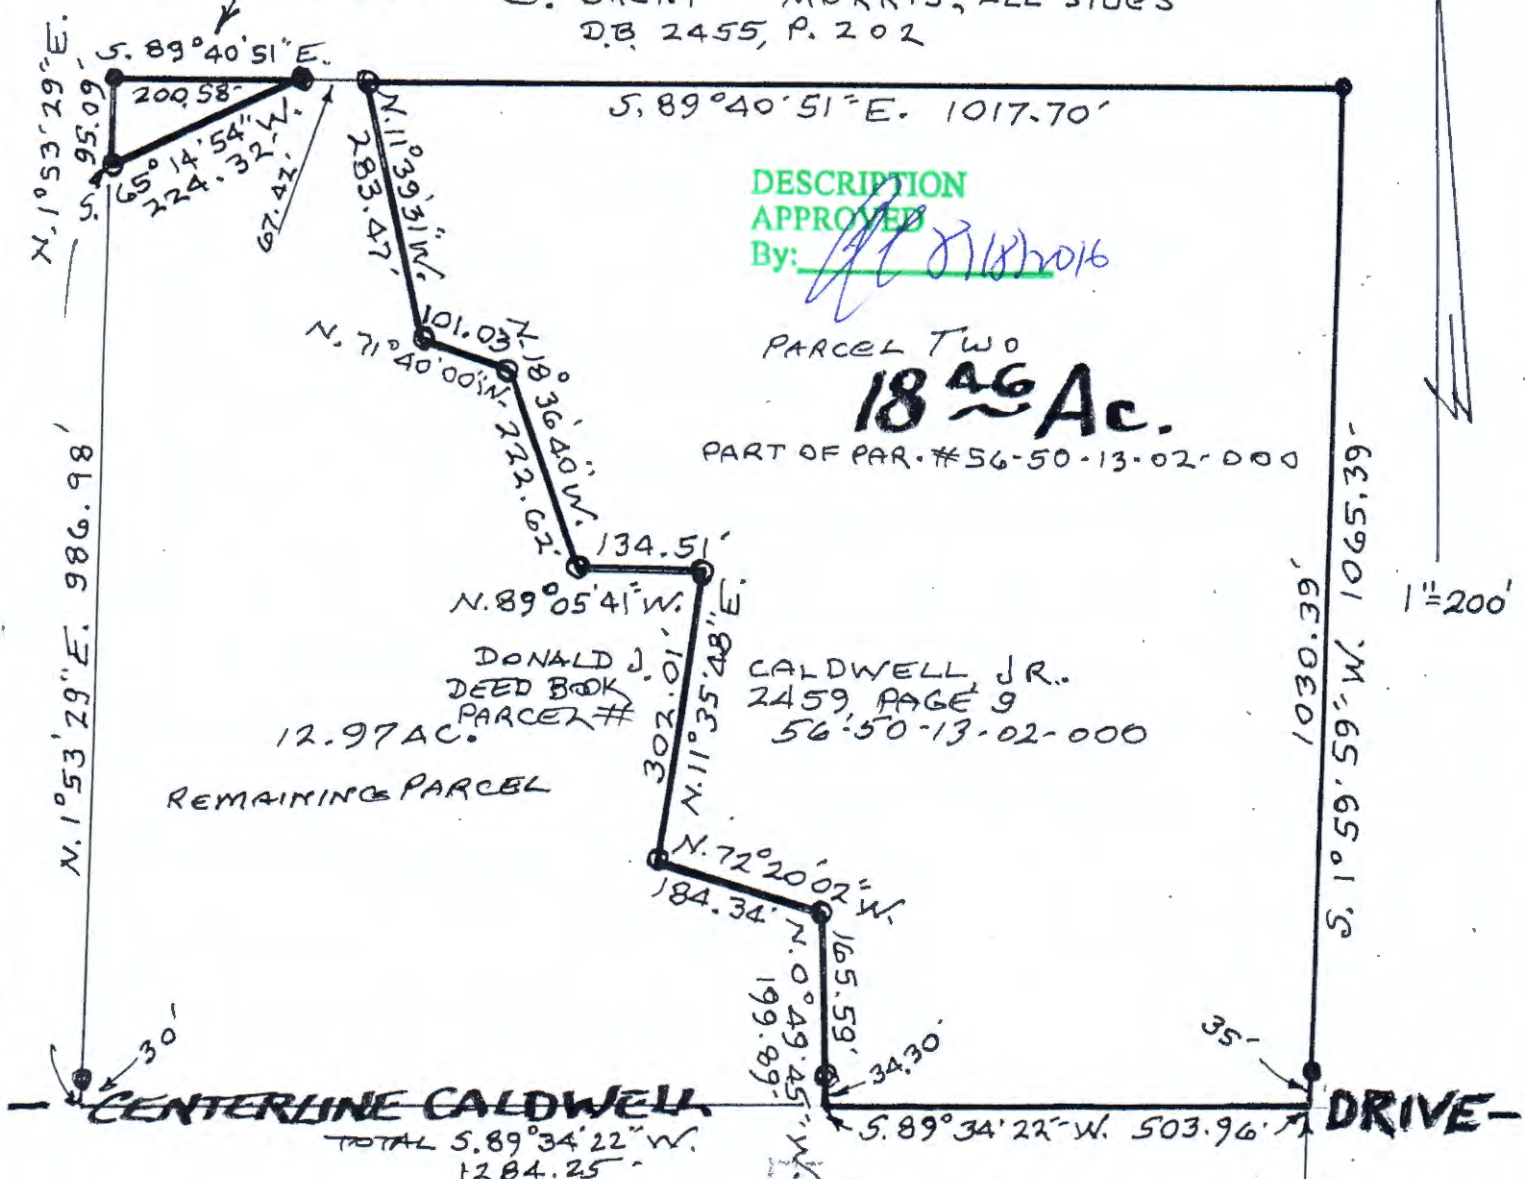 MORRIS, ALL SIDES
D.B. 2455, P. 202
S. 89°40'51"E.
200.58'
N. 1°53'29"E.
95.09'
S. 65°14'54"W.
224.32'
67.42'
S. 89°40'51"E. 1017.70'
N. 11°39'31"W.
283.47'
DESCRIPTION
APPROVED
By:
8/18/2016
101.03'
N. 71°40'00"W.
N. 18°36'40"W.
222.62'
PARCEL TWO
18 46 Ac.
PART OF PAR. #56-50-13-02-000
134.51'
N. 89°05'41"W.
N. 1°53'29"E. 986.98'
S. 1°59'59"W. 1065.39'
1030.39'
1"=200'
DONALD J. CALDWELL, JR.
DEED BOOK 2459, PAGE 9
PARCEL # 56-50-13-02-000
302.01'
N. 11°35'48"E.
12.97 AC.
REMAINING PARCEL
N. 72°20'02"W.
184.34'
165.59'
N. 0°49'45"W.
199.89'
30'
34.30'
35'
- CENTERLINE CALDWELL DRIVE -
S. 89°34'22"W. 503.96'
TOTAL S. 89°34'22"W.
1284.25'